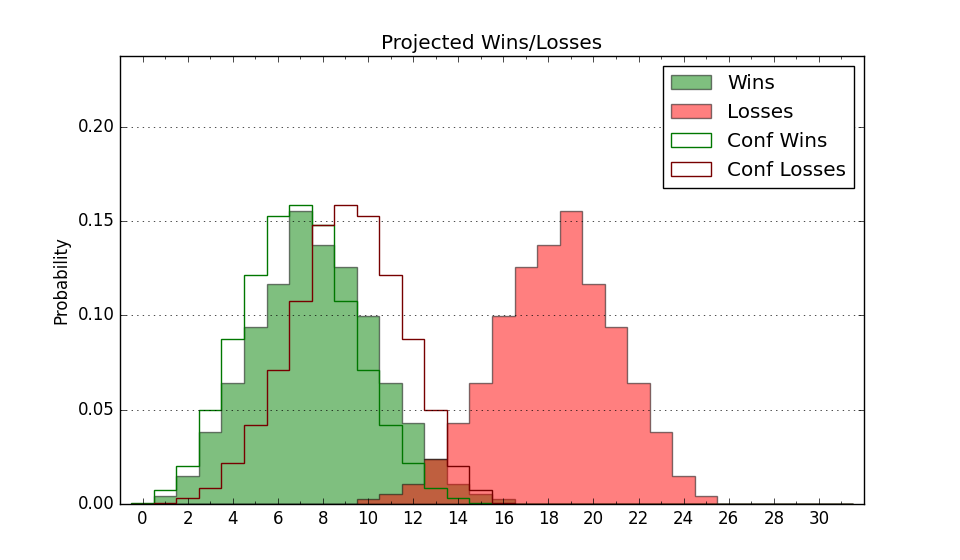 Projected Wins/Losses
Wins
Losses
Conf Wins
Conf Losses
Probability
0.20
0.15
0.10
0.05
0.00
0 2 4 6 8 10 12 14 16 18 20 22 24 26 28 30